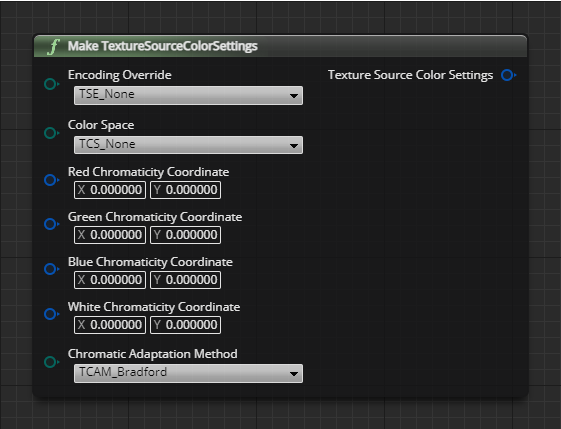 f Make TextureSourceColorSettings
Encoding Override
Texture Source Color Settings
TSE_None
Color Space
TCS_None
Red Chromaticity Coordinate
X 0.000000 Y 0.000000
Green Chromaticity Coordinate
X 0.000000 Y 0.000000
Blue Chromaticity Coordinate
X 0.000000 Y 0.000000
White Chromaticity Coordinate
X 0.000000 Y 0.000000
Chromatic Adaptation Method
TCAM_Bradford